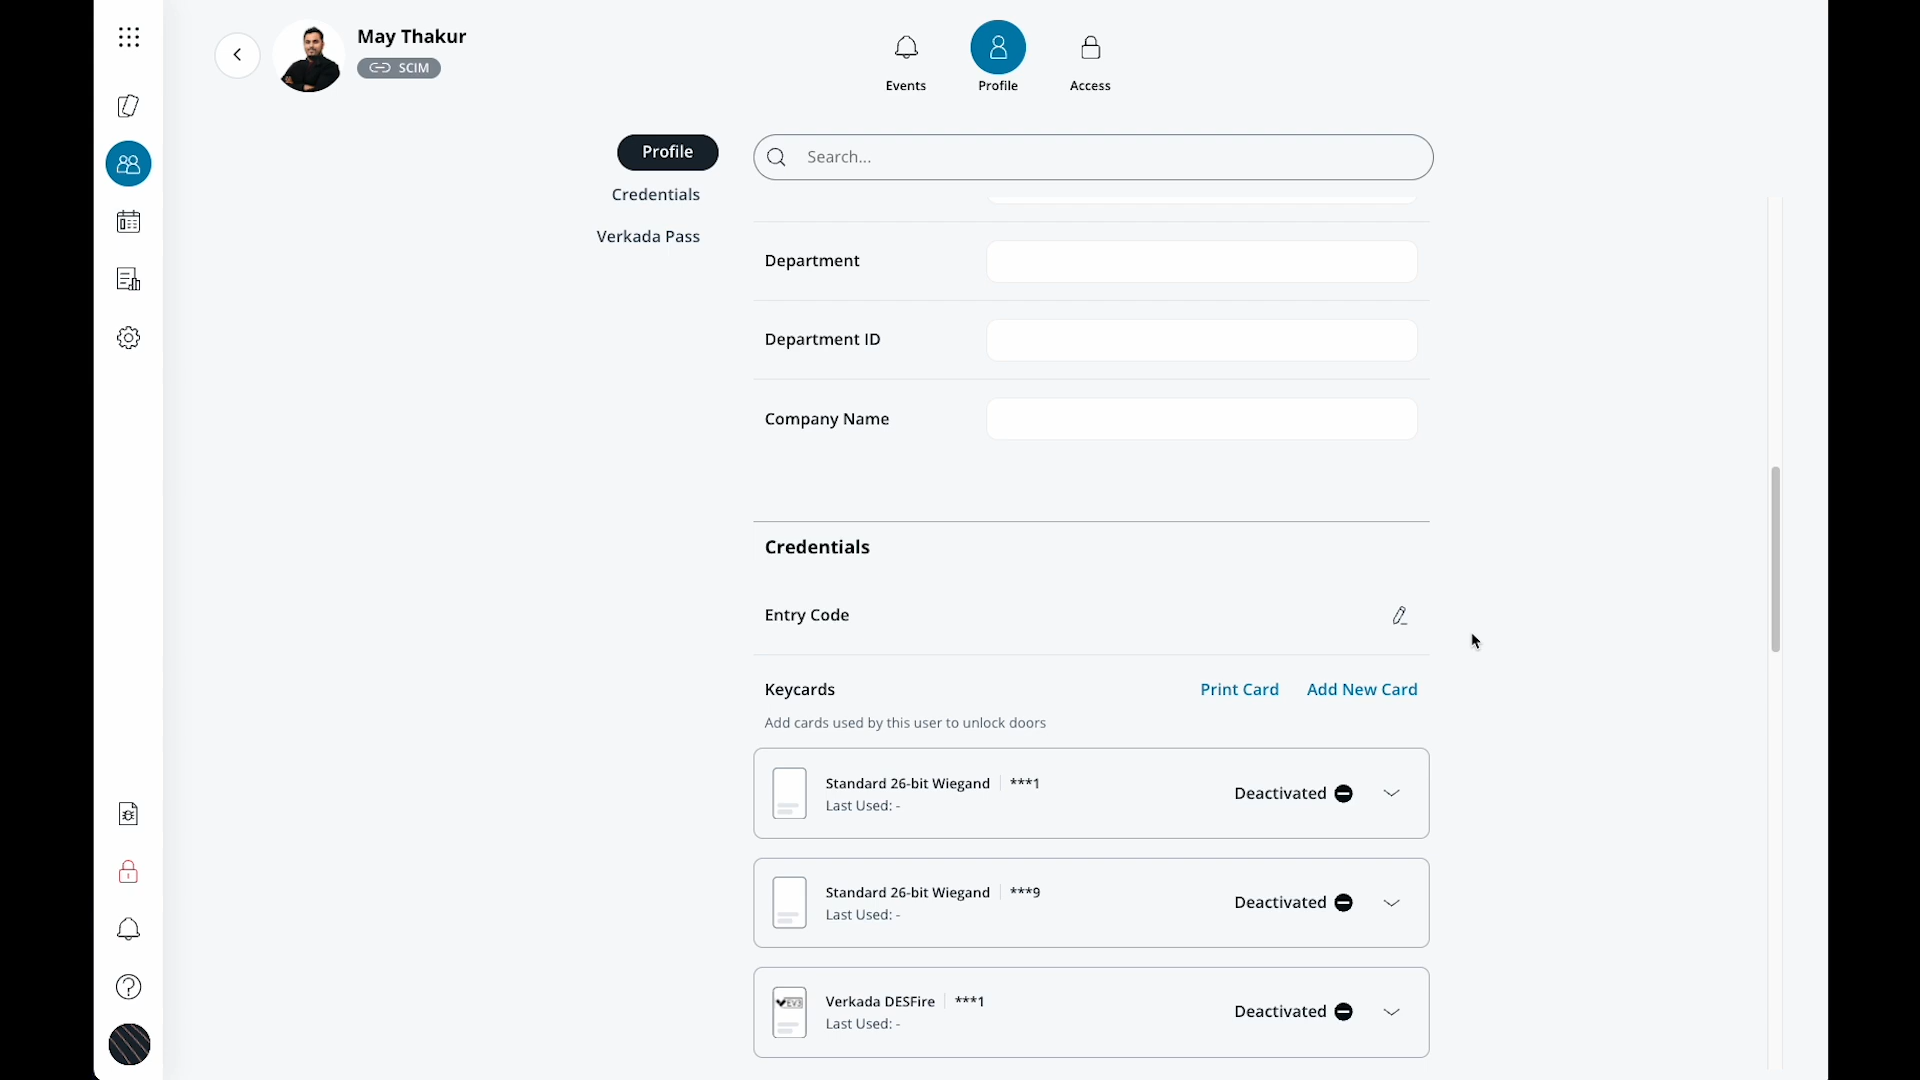 May Thakur
SCIM
Events
Profile
Access
Profile
Credentials
Verkada Pass
Search...
Department
Department ID
Company Name
Credentials
Entry Code
Keycards
Print Card
Add New Card
Add cards used by this user to unlock doors
Standard 26-bit Wiegand ***1
Last Used: -
Deactivated
Standard 26-bit Wiegand ***9
Last Used: -
Deactivated
Verkada DESFire ***1
Last Used: -
Deactivated